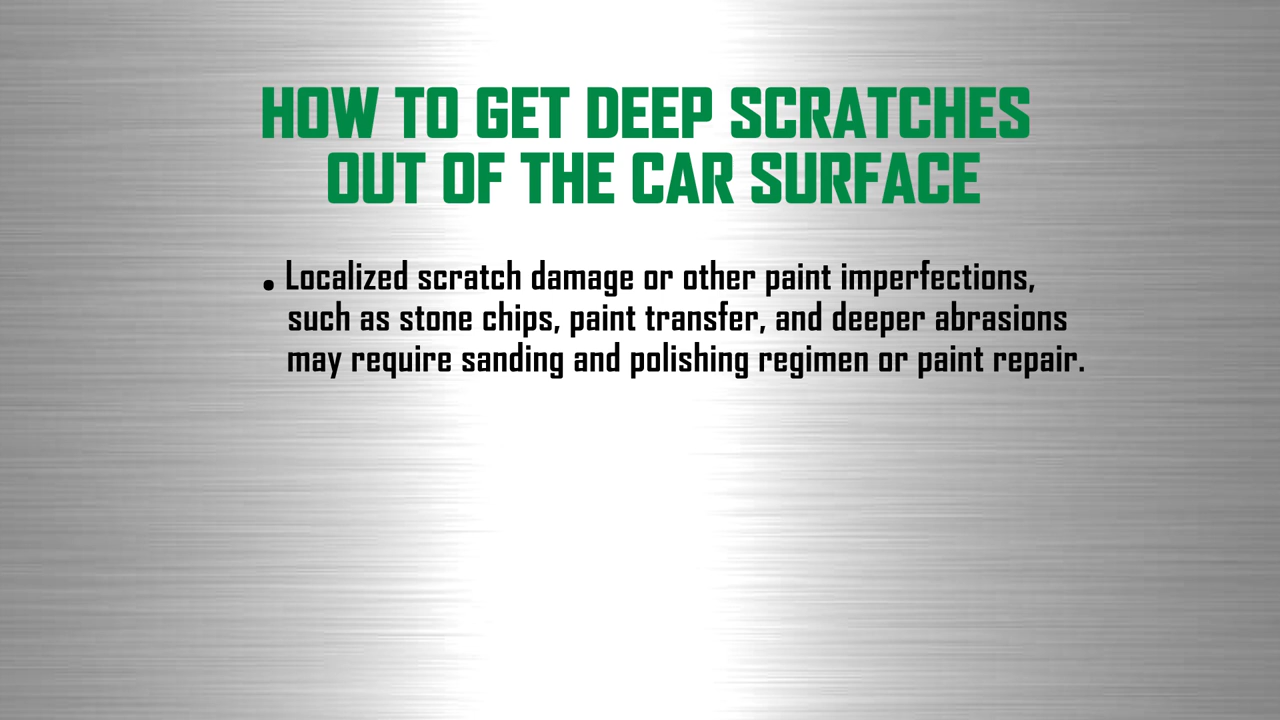 HOW TO GET DEEP SCRATCHES
OUT OF THE CAR SURFACE
• Localized scratch damage or other paint imperfections,
such as stone chips, paint transfer, and deeper abrasions
may require sanding and polishing regimen or paint repair.